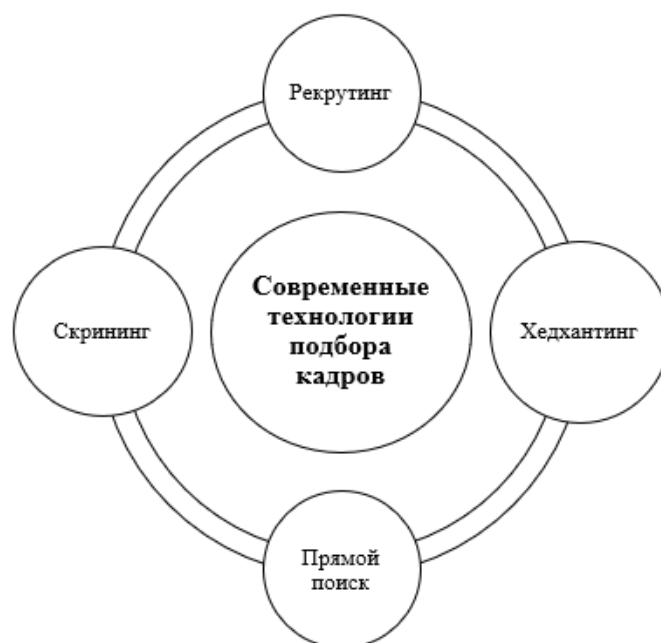 Рекрутинг
Современные
технологии
подбора
кадров
Скрининг
Хедхантинг
Прямой
поиск